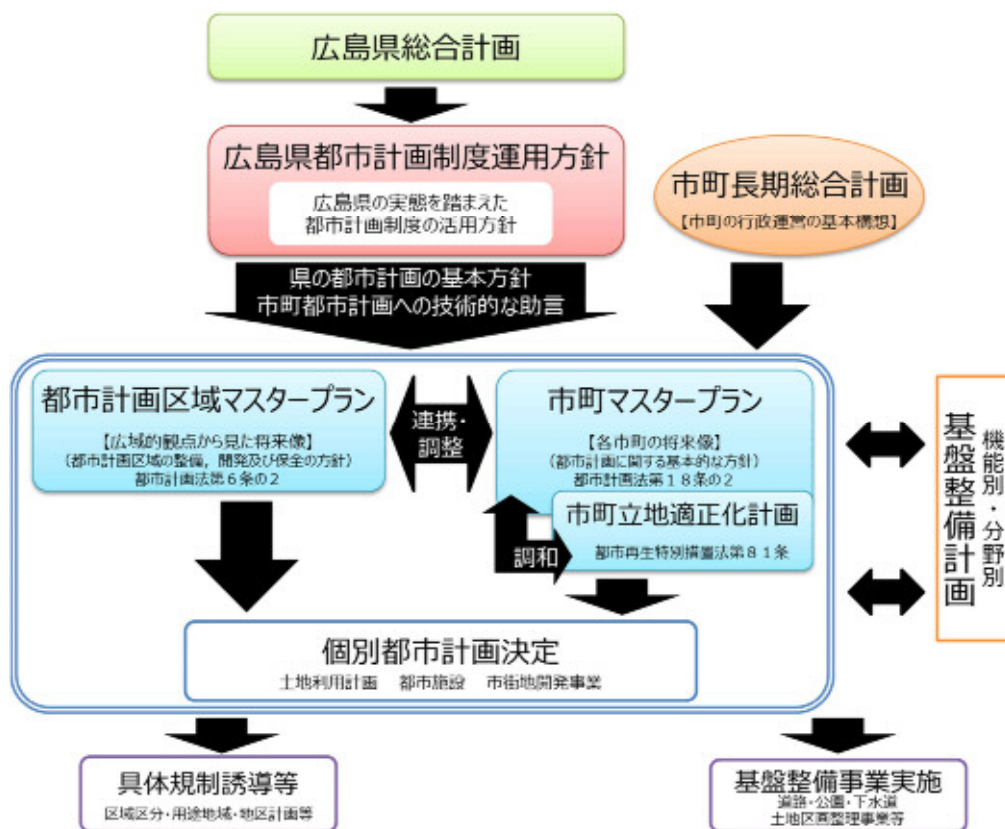 広島県総合計画
広島県都市計画制度運用方針
広島県の実態を踏まえた
都市計画制度の活用方針
市町長期総合計画
【市町の行政運営の基本構想】
県の都市計画の基本方針
市町都市計画への技術的な助言
都市計画区域マスタープラン
【広域的観点から見た将来像】
(都市計画区域の整備，開発及び保全の方針)
都市計画法第6条の2
連携・
調整
市町マスタープラン
【各市町の将来像】
(都市計画に関する基本的な方針)
都市計画法第18条の2
市町立地適正化計画
都市再生特別措置法第81条
調和
機能別・分野別
基盤整備計画
個別都市計画決定
土地利用計画 都市施設 市街地開発事業
具体規制誘導等
区域区分・用途地域・地区計画等
基盤整備事業実施
道路・公園・下水道
土地区画整理事業等